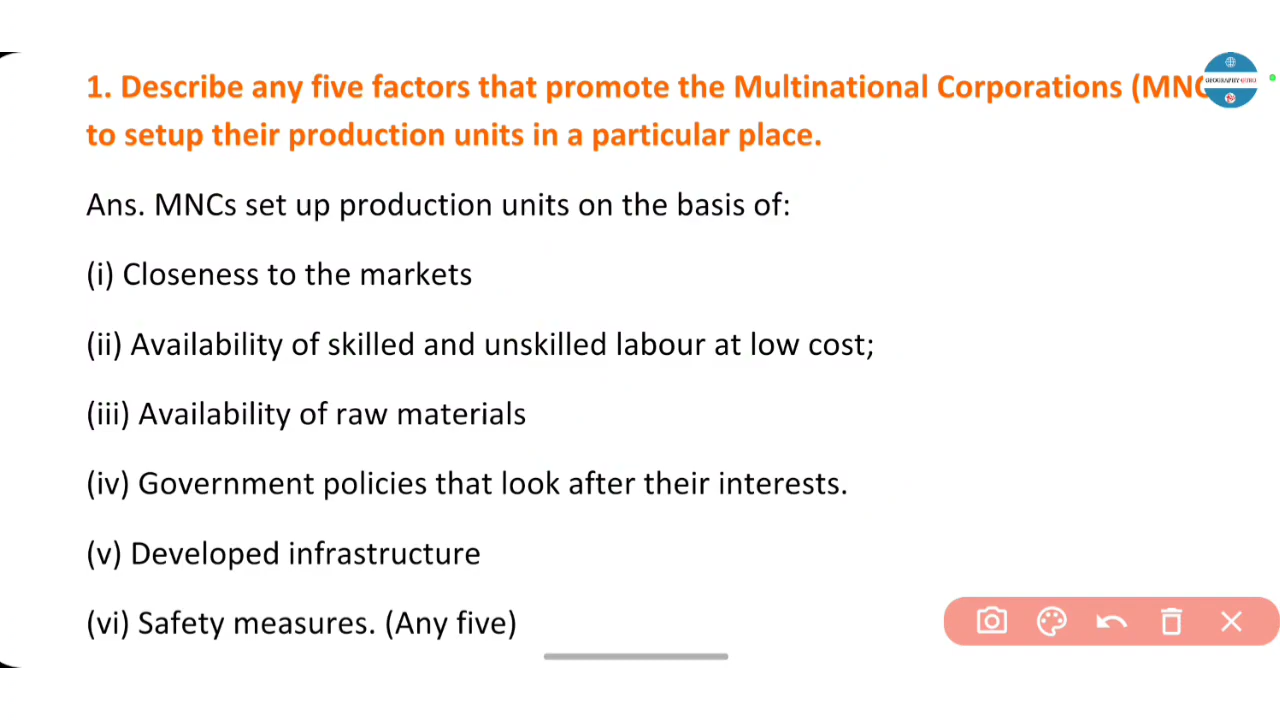 1. Describe any five factors that promote the Multinational Corporations (MNC
to setup their production units in a particular place.
Ans. MNCs set up production units on the basis of:
(i) Closeness to the markets
(ii) Availability of skilled and unskilled labour at low cost;
(iii) Availability of raw materials
(iv) Government policies that look after their interests.
(v) Developed infrastructure
(vi) Safety measures. (Any five)
GEOGRAPHY GURU